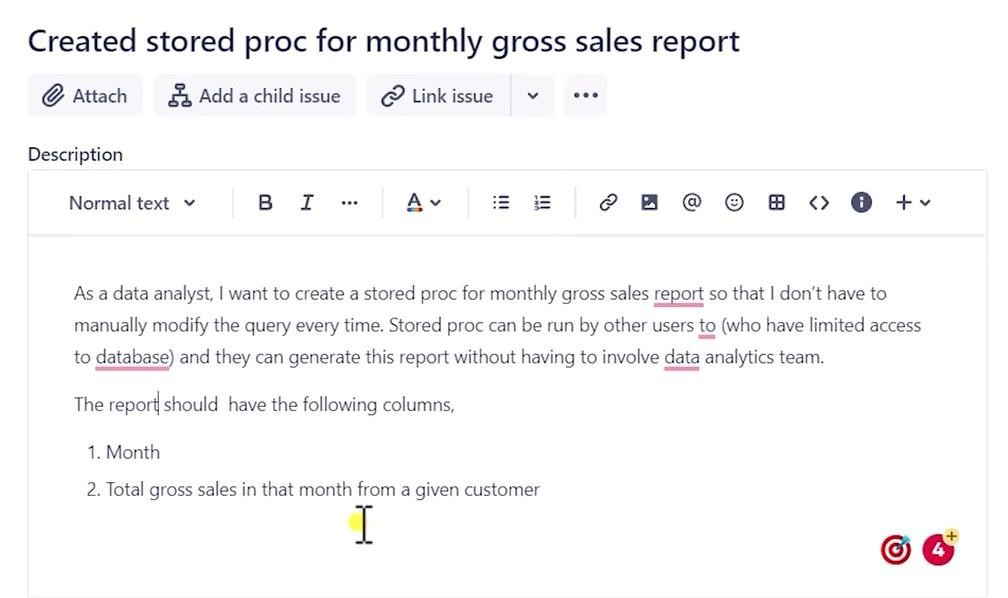 Created stored proc for monthly gross sales report
Attach Add a child issue Link issue
Description
Normal text B I A @
As a data analyst, I want to create a stored proc for monthly gross sales report so that I don't have to
manually modify the query every time. Stored proc can be run by other users to (who have limited access
to database) and they can generate this report without having to involve data analytics team.
The report should  have the following columns,
1. Month
2. Total gross sales in that month from a given customer
4